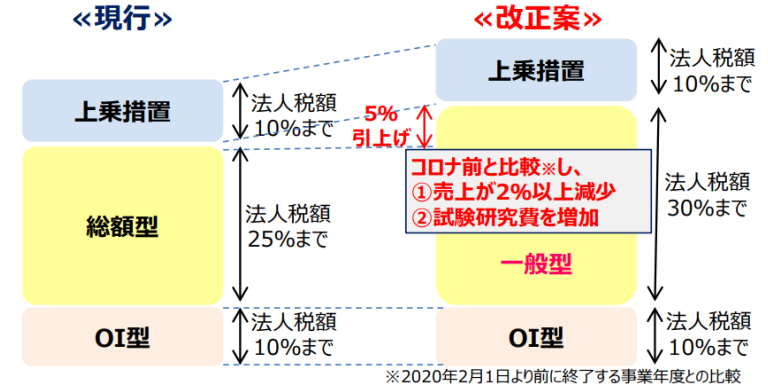 ≪現行≫
上乗措置
法人税額
10%まで
総額型
法人税額
25%まで
OI型
法人税額
10%まで
≪改正案≫
上乗措置
法人税額
10%まで
5%
引上げ
コロナ前と比較※し、
①売上が2%以上減少
②試験研究費を増加
一般型
法人税額
30%まで
OI型
法人税額
10%まで
※2020年2月1日より前に終了する事業年度との比較